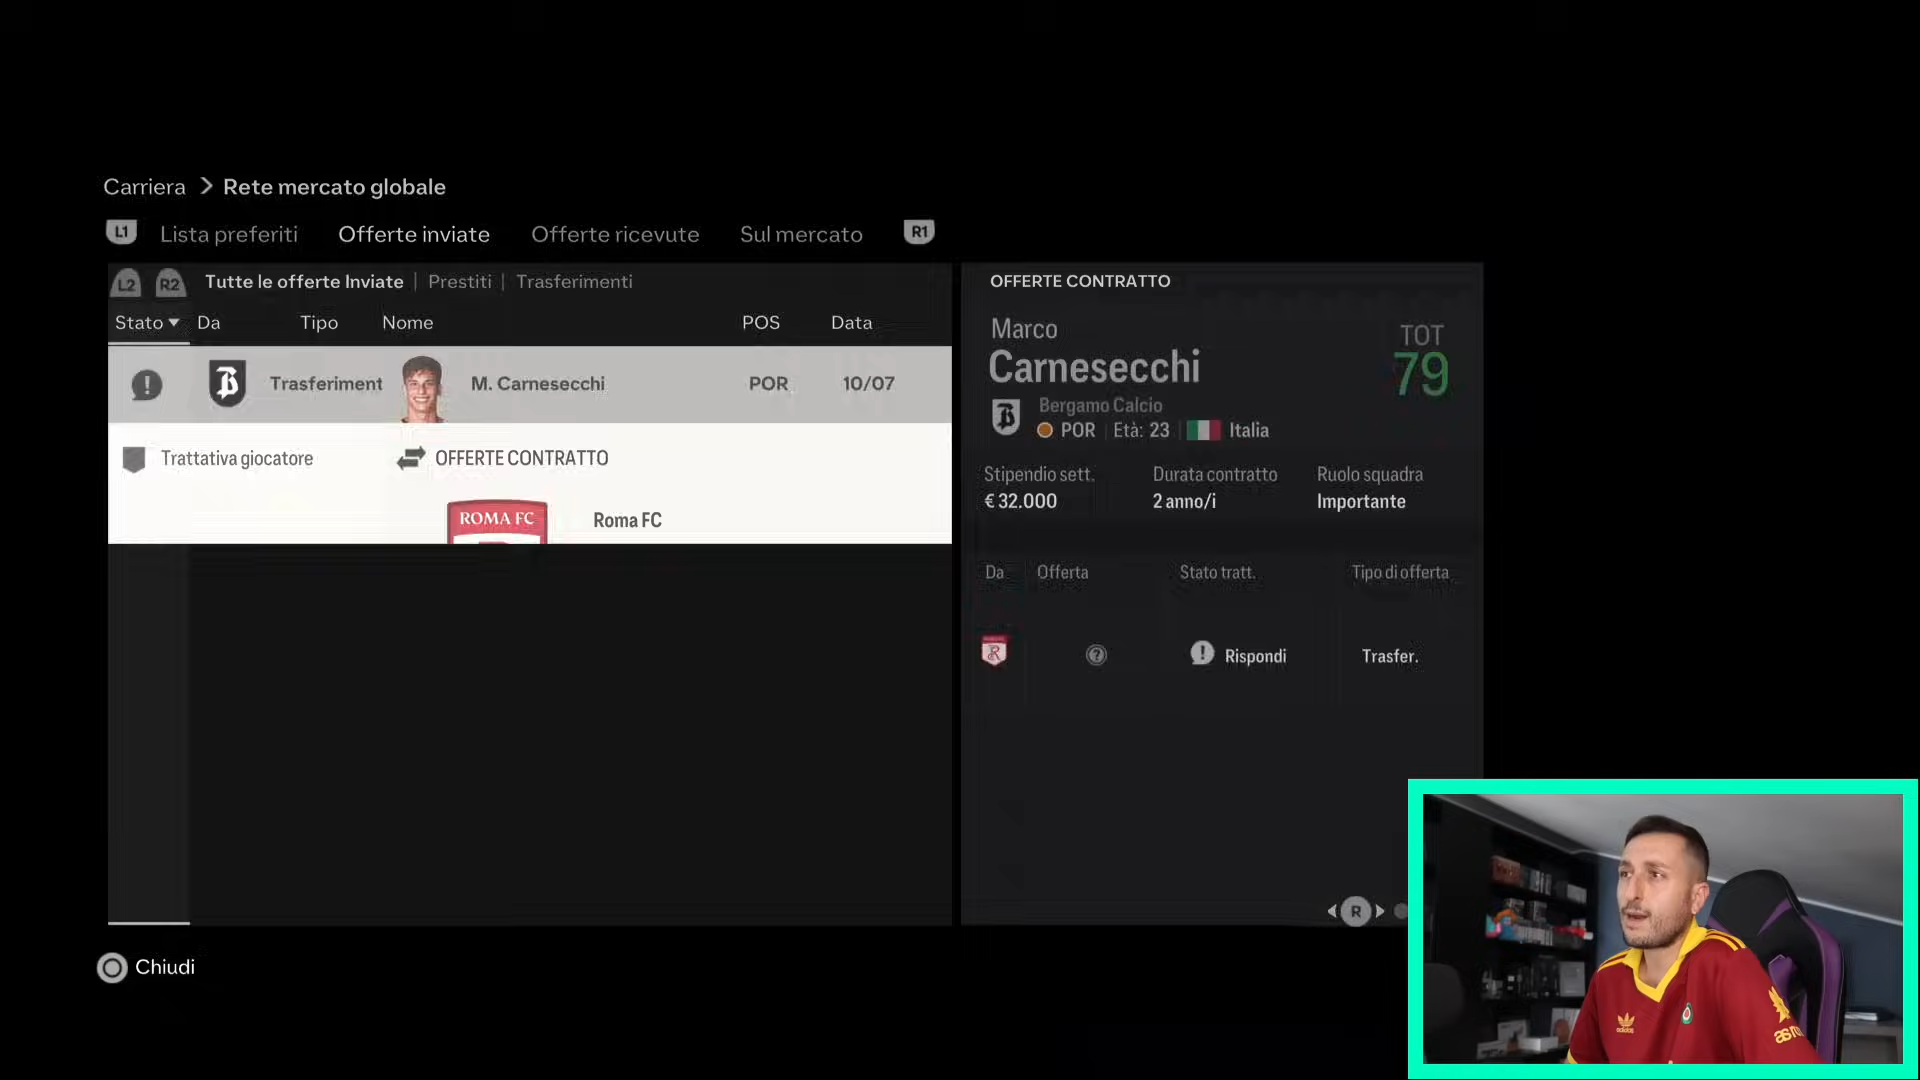 Carriera > Rete mercato globale
L1 Lista preferiti Offerte inviate Offerte ricevute Sul mercato R1
L2 R2 Tutte le offerte Inviate | Prestiti | Trasferimenti
Stato Da Tipo Nome POS Data
Trasferiment M. Carnesecchi POR 10/07
Trattativa giocatore OFFERTE CONTRATTO
ROMA FC Roma FC
OFFERTE CONTRATTO
Marco
Carnesecchi
TOT
79
Bergamo Calcio
POR Età: 23 Italia
Stipendio sett. Durata contratto Ruolo squadra
€ 32.000 2 anno/i Importante
Da Offerta Stato tratt. Tipo di offerta
R ? ! Rispondi Trasfer.
R
Chiudi
adidas